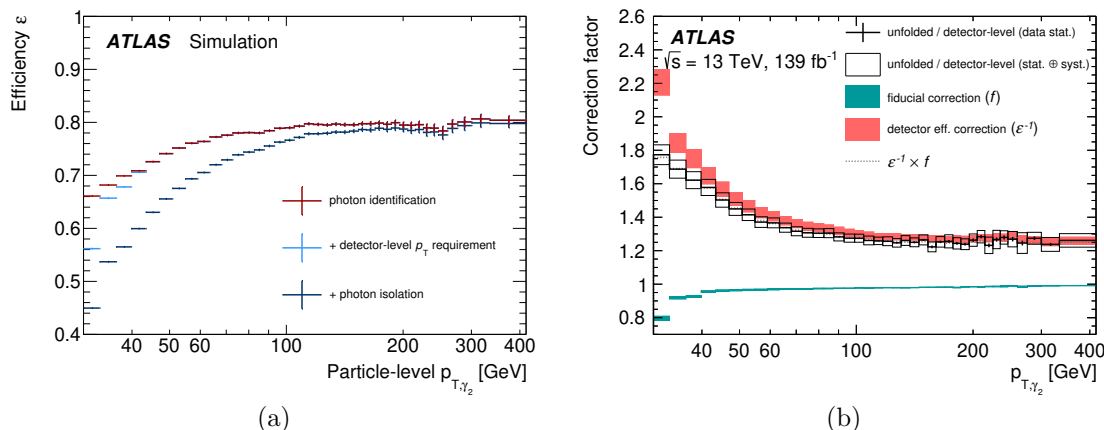 Efficiency ε
1
0.9
0.8
0.7
0.6
0.5
0.4
ATLAS Simulation
photon identification
+ detector-level p_T requirement
+ photon isolation
40 50 60 100 200 300 400
Particle-level p_T,γ₂ [GeV]
(a)
Correction factor
2.6
2.4
2.2
2
1.8
1.6
1.4
1.2
1
0.8
ATLAS
√s = 13 TeV, 139 fb⁻¹
unfolded / detector-level (data stat.)
unfolded / detector-level (stat. ⊕ syst.)
fiducial correction (f)
detector eff. correction (ε⁻¹)
ε⁻¹ × f
40 50 60 100 200 300 400
p_T,γ₂ [GeV]
(b)